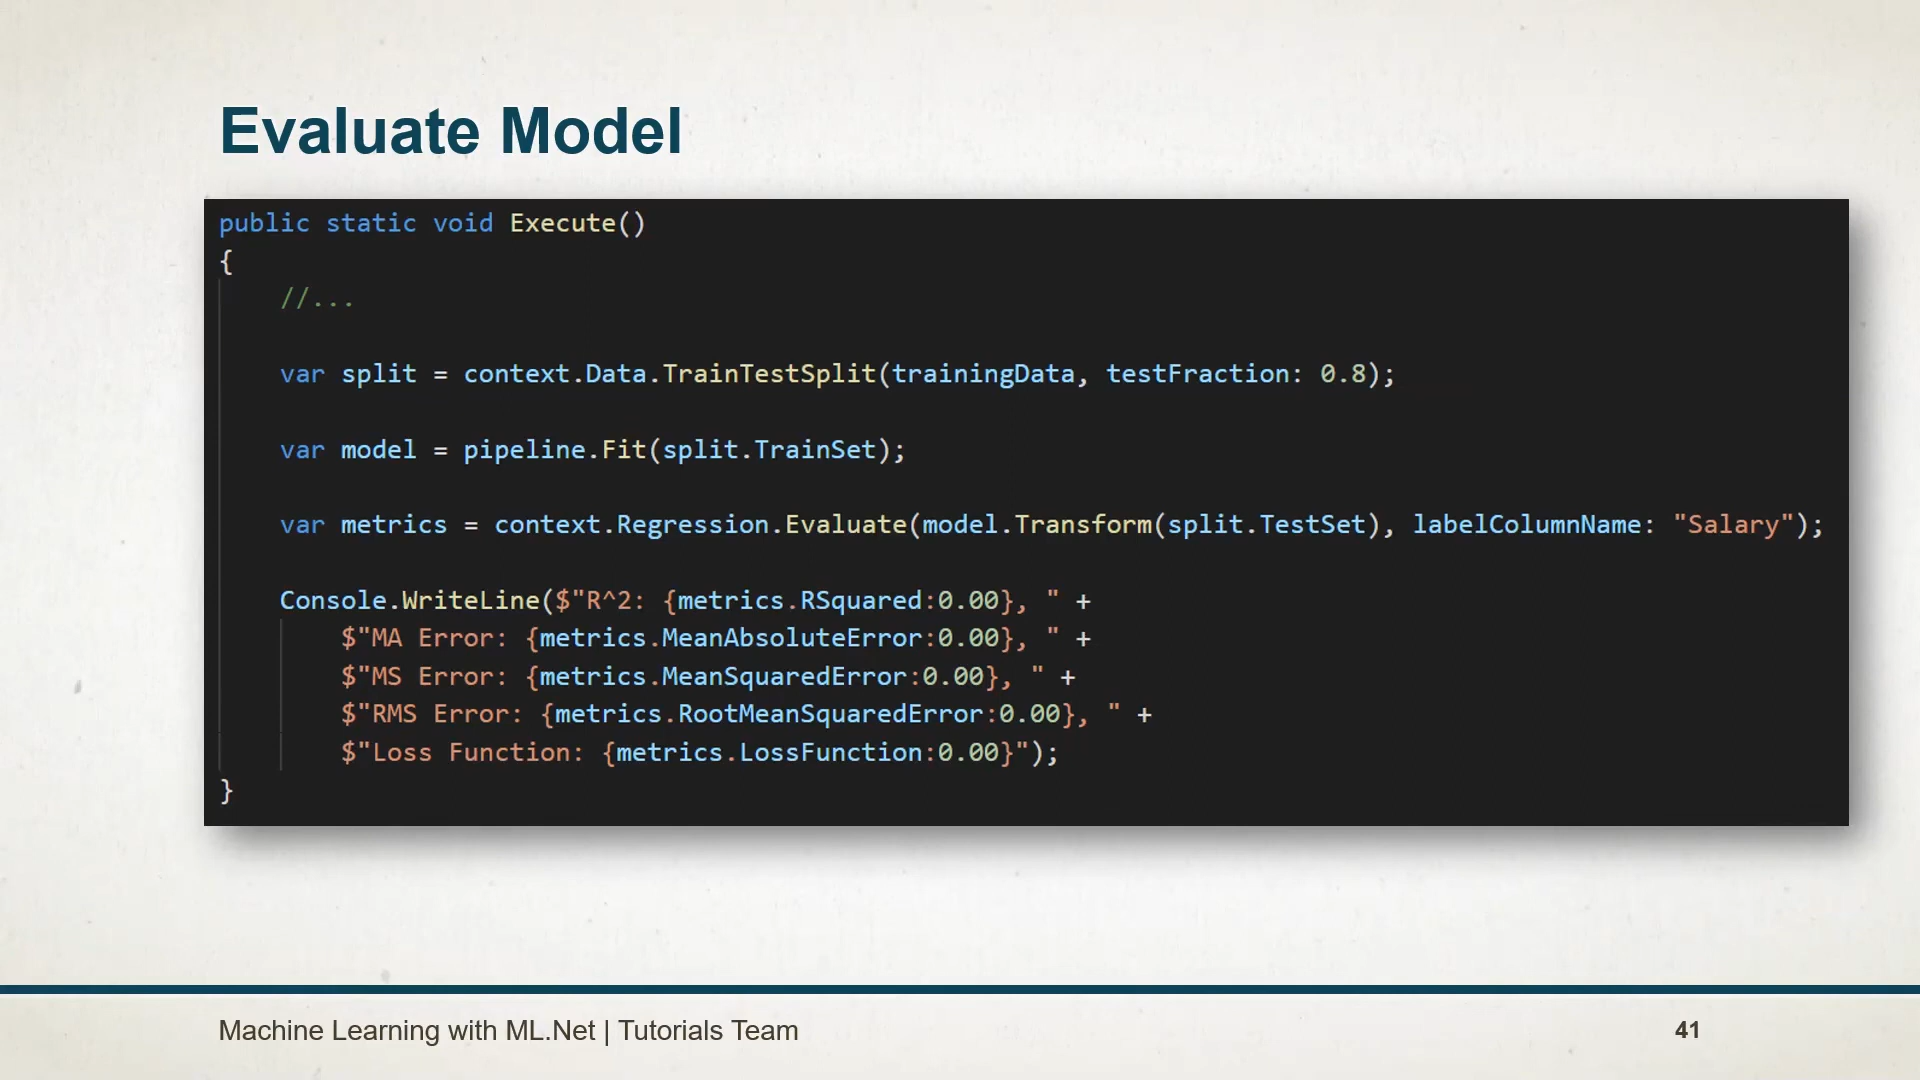 Evaluate Model
public static void Execute()
{
//...
var split = context.Data.TrainTestSplit(trainingData, testFraction: 0.8);
var model = pipeline.Fit(split.TrainSet);
var metrics = context.Regression.Evaluate(model.Transform(split.TestSet), labelColumnName: "Salary");
Console.WriteLine($"R^2: {metrics.RSquared:0.00}, " +
$"MA Error: {metrics.MeanAbsoluteError:0.00}, " +
$"MS Error: {metrics.MeanSquaredError:0.00}, " +
$"RMS Error: {metrics.RootMeanSquaredError:0.00}, " +
$"Loss Function: {metrics.LossFunction:0.00}");
}
Machine Learning with ML.Net | Tutorials Team
41